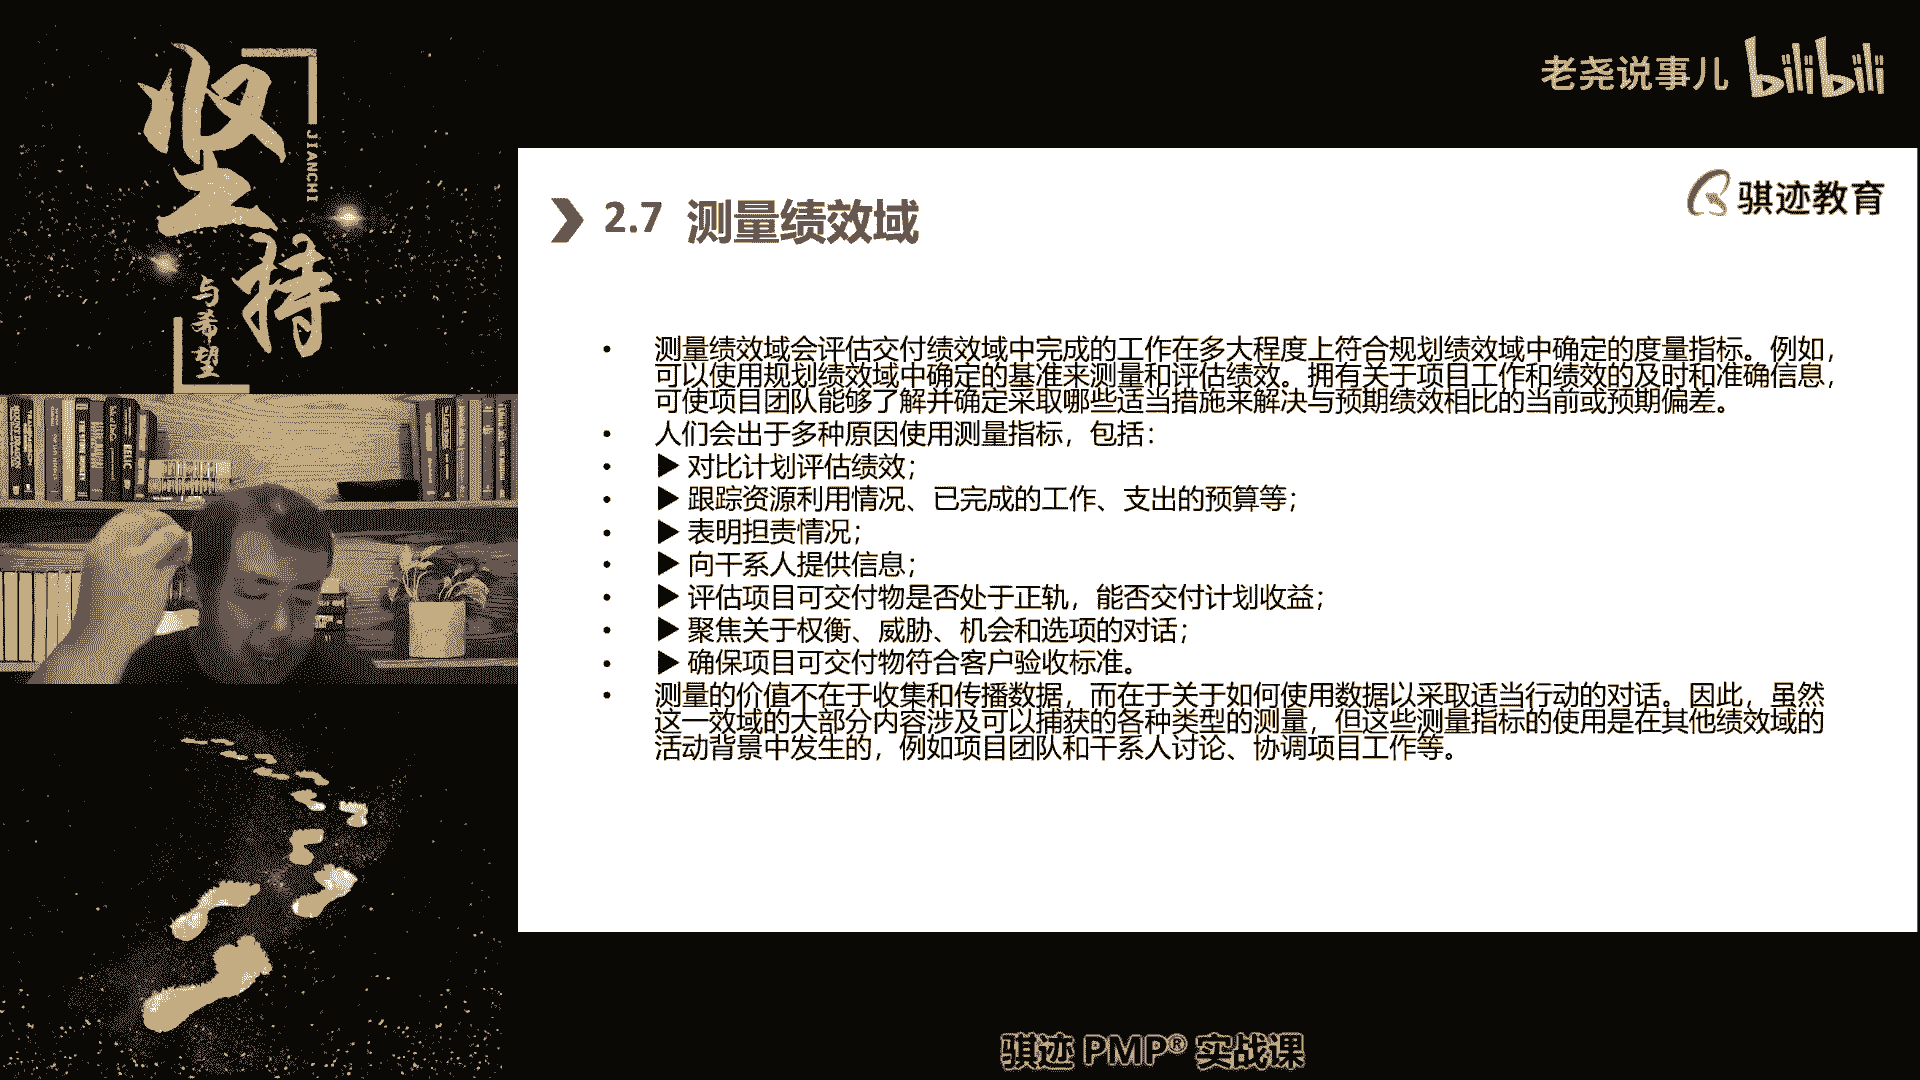 坚持
JIANCHI
与希望
老尧说事儿 bilibili
骐迹教育
2.7 测量绩效域
• 测量绩效域会评估交付绩效域中完成的工作在多大程度上符合规划绩效域中确定的度量指标。例如，
可以使用规划绩效域中确定的基准来测量和评估绩效。拥有关于项目工作和绩效的及时和准确信息，
可使项目团队能够了解并确定采取哪些适当措施来解决与预期绩效相比的当前或预期偏差。
• 人们会出于多种原因使用测量指标，包括：
• ▶ 对比计划评估绩效；
• ▶ 跟踪资源利用情况、已完成的工作、支出的预算等；
• ▶ 表明担责情况；
• ▶ 向干系人提供信息；
• ▶ 评估项目可交付物是否处于正轨，能否交付计划收益；
• ▶ 聚焦关于权衡、威胁、机会和选项的对话；
• ▶ 确保项目可交付物符合客户验收标准。
• 测量的价值不在于收集和传播数据，而在于关于如何使用数据以采取适当行动的对话。因此，虽然
这一效域的大部分内容涉及可以捕获的各种类型的测量，但这些测量指标的使用是在其他绩效域的
活动背景中发生的，例如项目团队和干系人讨论、协调项目工作等。
骐迹 PMP® 实战课